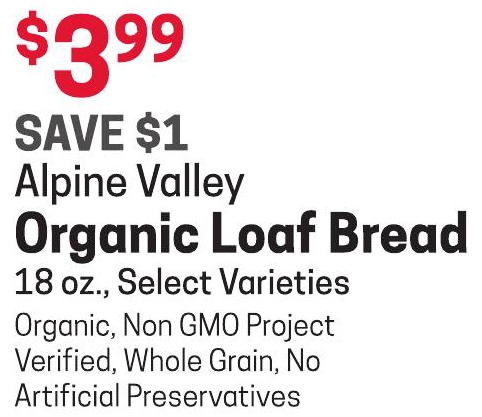 $3.99
SAVE $1
Alpine Valley
Organic Loaf Bread
18 oz., Select Varieties
Organic, Non GMO Project
Verified, Whole Grain, No
Artificial Preservatives